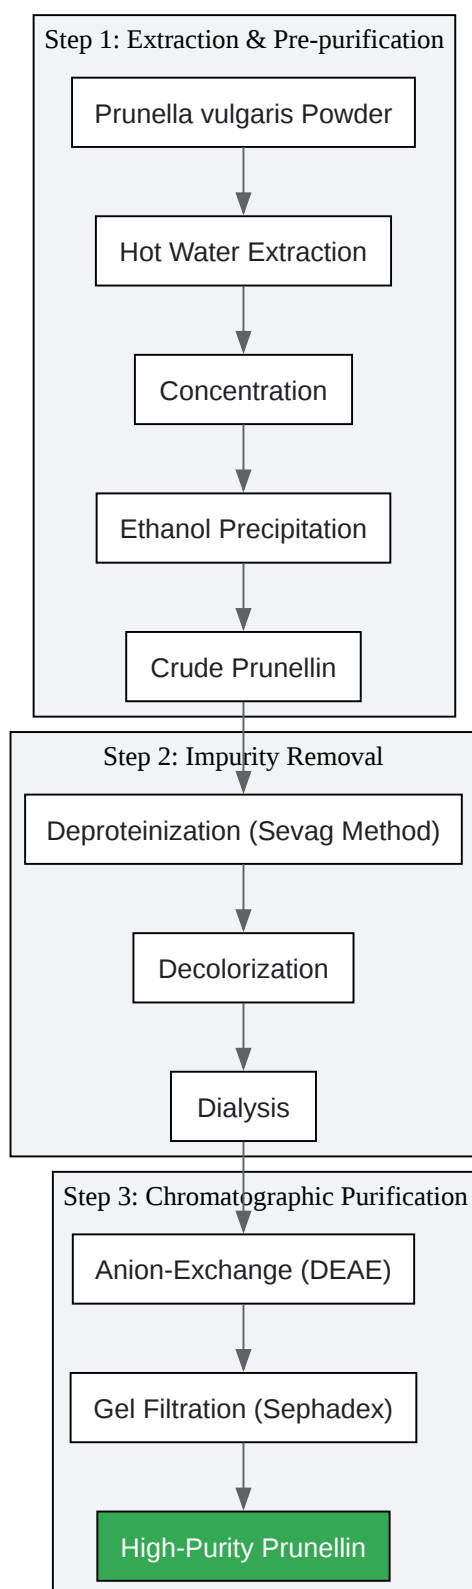 Step 1: Extraction & Pre-purification
Prunella vulgaris Powder
Hot Water Extraction
Concentration
Ethanol Precipitation
Crude Prunellin
Step 2: Impurity Removal
Deproteinization (Sevag Method)
Decolorization
Dialysis
Step 3: Chromatographic Purification
Anion-Exchange (DEAE)
Gel Filtration (Sephadex)
High-Purity Prunellin